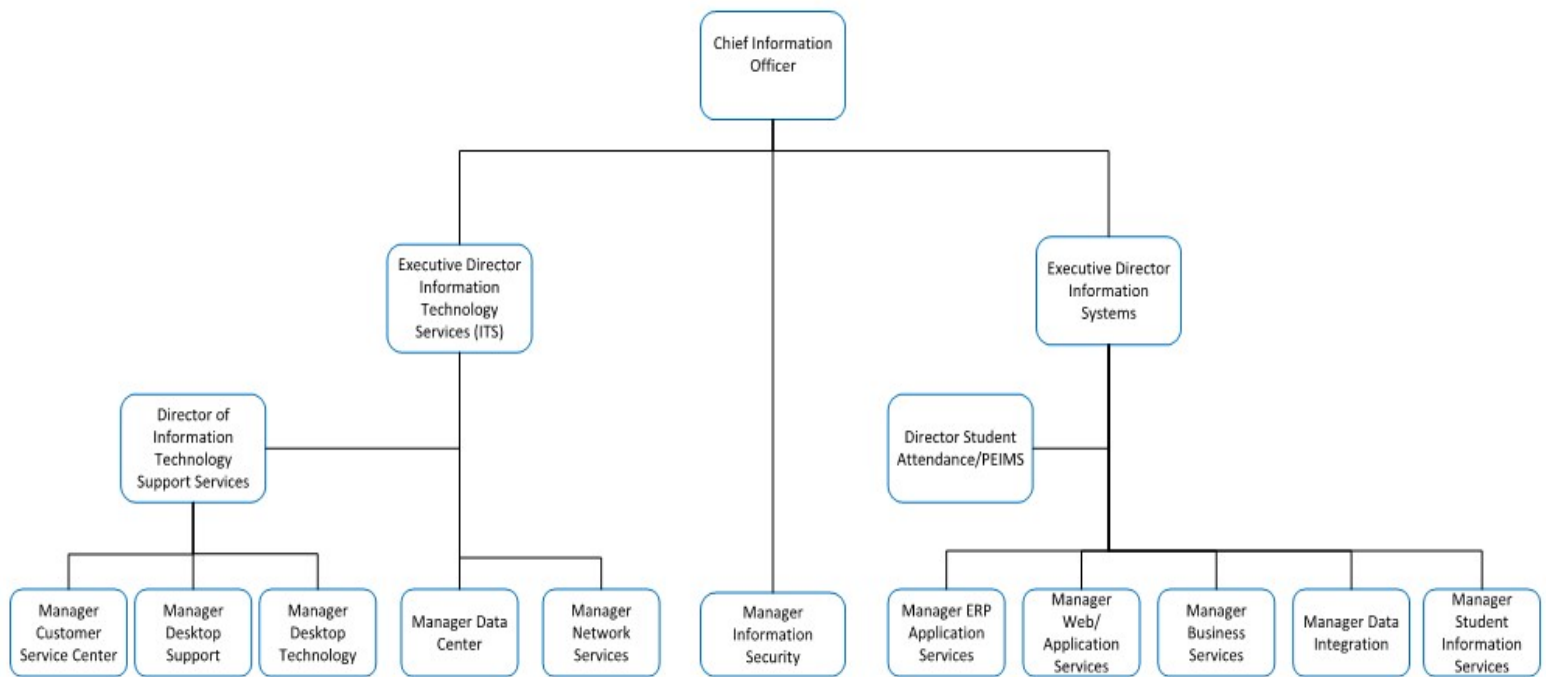 Chief Information
Officer
Executive Director
Information
Technology
Services (ITS)
Executive Director
Information
Systems
Director of
Information
Technology
Support Services
Director Student
Attendance/PEIMS
Manager
Customer
Service Center
Manager
Desktop
Support
Manager
Desktop
Technology
Manager Data
Center
Manager
Network
Services
Manager
Information
Security
Manager ERP
Application
Services
Manager
Web/
Application
Services
Manager
Business
Services
Manager Data
Integration
Manager
Student
Information
Services